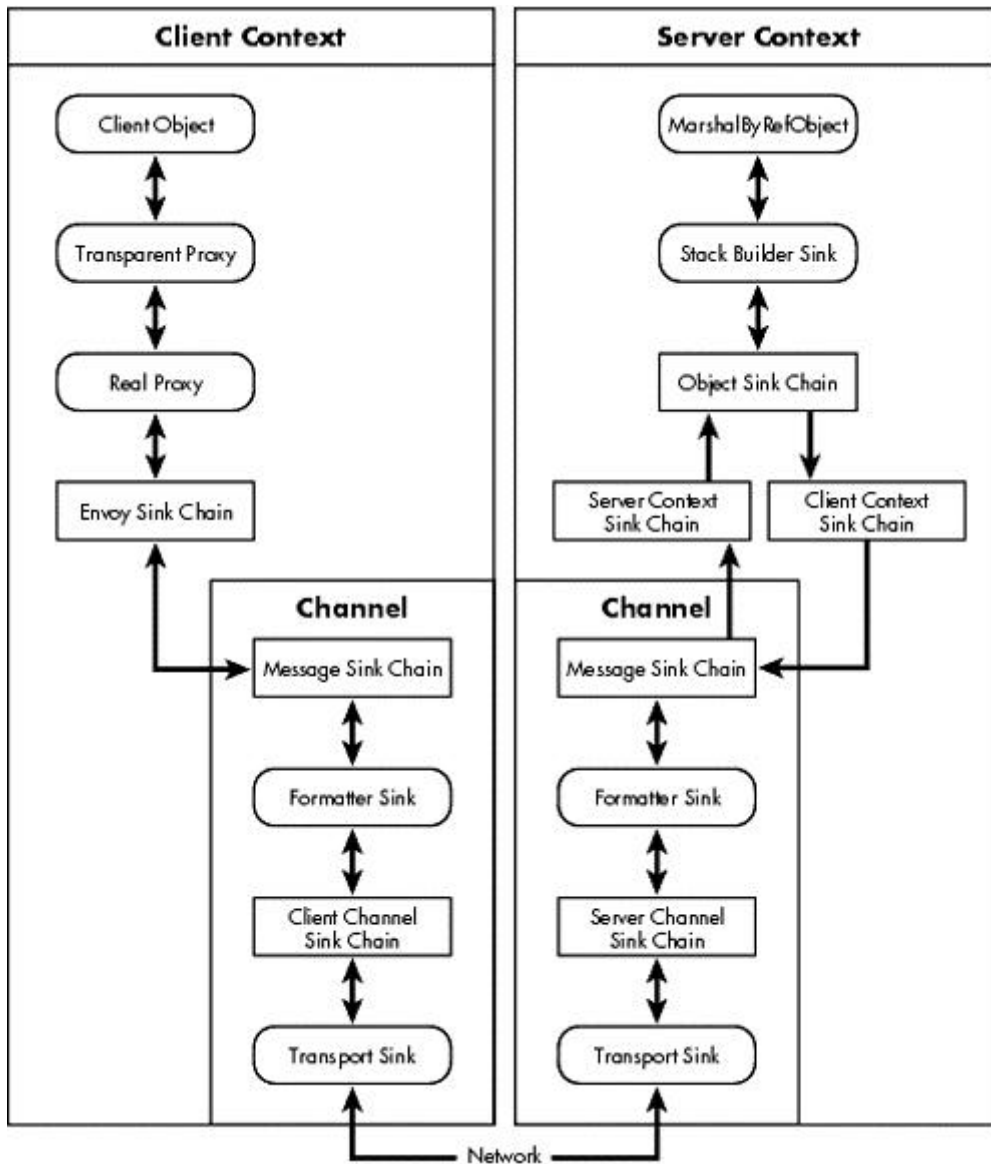 Client Context
Client Object
Transparent Proxy
Real Proxy
Envoy Sink Chain
Channel
Message Sink Chain
Formatter Sink
Client Channel
Sink Chain
Transport Sink
Server Context
MarshalByRefObject
Stack Builder Sink
Object Sink Chain
Server Context
Sink Chain
Client Context
Sink Chain
Channel
Message Sink Chain
Formatter Sink
Server Channel
Sink Chain
Transport Sink
Network